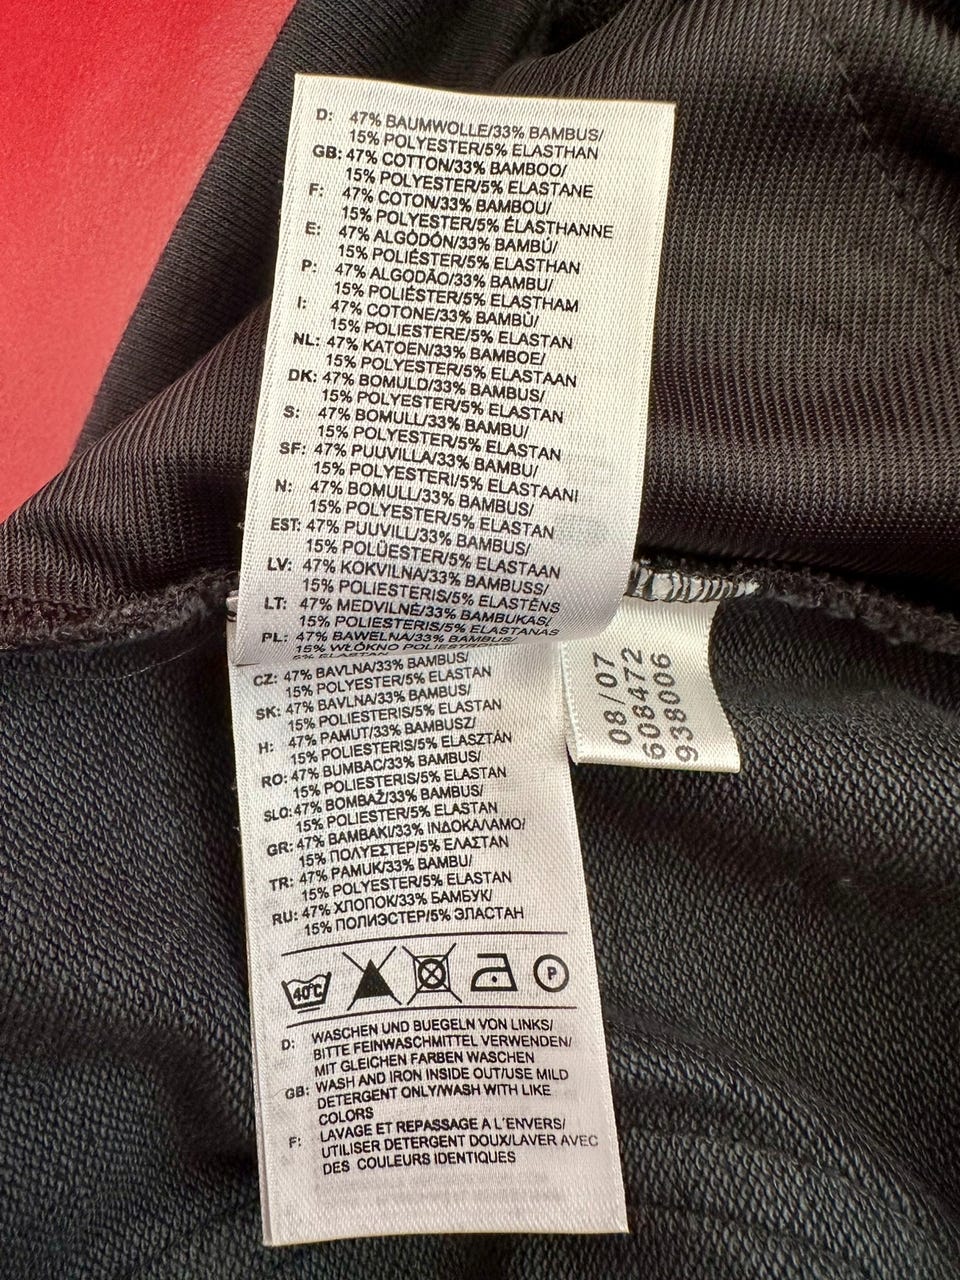 D: 47% BAUMWOLLE/33% BAMBUS/
15% POLYESTER/5% ELASTHAN
GB: 47% COTTON/33% BAMBOO/
15% POLYESTER/5% ELASTANE
F: 47% COTON/33% BAMBOU/
15% POLYESTER/5% ÉLASTHANNE
E: 47% ALGODÓN/33% BAMBÚ/
15% POLIÉSTER/5% ELASTHAN
P: 47% ALGODÃO/33% BAMBU/
15% POLIÉSTER/5% ELASTHAM
I: 47% COTONE/33% BAMBÙ/
15% POLIESTERE/5% ELASTAN
NL: 47% KATOEN/33% BAMBOE/
15% POLYESTER/5% ELASTAAN
DK: 47% BOMULD/33% BAMBUS/
15% POLYESTER/5% ELASTAN
S: 47% BOMULL/33% BAMBU/
15% POLYESTER/5% ELASTAN
SF: 47% PUUVILLA/33% BAMBU/
15% POLYESTERI/5% ELASTAANI
N: 47% BOMULL/33% BAMBUS/
15% POLYESTER/5% ELASTAN
EST: 47% PUUVILL/33% BAMBUS/
15% POLÜESTER/5% ELASTAAN
LV: 47% KOKVILNA/33% BAMBUSS/
15% POLIESTERIS/5% ELASTĒNS
LT: 47% MEDVILNĖ/33% BAMBUKAS/
15% POLIESTERIS/5% ELASTANAS
PL: 47% BAWEŁNA/33% BAMBUS/
15% WŁÓKNO POLIESTROWE/
5% ELASTAN
CZ: 47% BAVLNA/33% BAMBUS/
15% POLYESTER/5% ELASTAN
SK: 47% BAVLNA/33% BAMBUS/
15% POLIESTERIS/5% ELASTAN
H: 47% PAMUT/33% BAMBUSZ/
15% POLIESTERIS/5% ELASZTÁN
RO: 47% BUMBAC/33% BAMBUS/
15% POLIESTERIS/5% ELASTAN
SLO: 47% BOMBAŽ/33% BAMBUS/
15% POLIESTER/5% ELASTAN
GR: 47% BAMBAKI/33% ΙΝΔΟΚΑΛΑΜΟ/
15% ΠΟΛΥΕΣΤΕΡ/5% ΕΛΑΣΤΑΝ
TR: 47% PAMUK/33% BAMBU/
15% POLYESTER/5% ELASTAN
RU: 47% ХЛОПОК/33% БАМБУК/
15% ПОЛИЭСТЕР/5% ЭЛАСТАН
40°C P
D: WASCHEN UND BUEGELN VON LINKS/
BITTE FEINWASCHMITTEL VERWENDEN/
MIT GLEICHEN FARBEN WASCHEN
GB: WASH AND IRON INSIDE OUT/USE MILD
DETERGENT ONLY/WASH WITH LIKE
COLORS
F: LAVAGE ET REPASSAGE A L'ENVERS/
UTILISER DETERGENT DOUX/LAVER AVEC
DES COULEURS IDENTIQUES
08/07
608472
938006